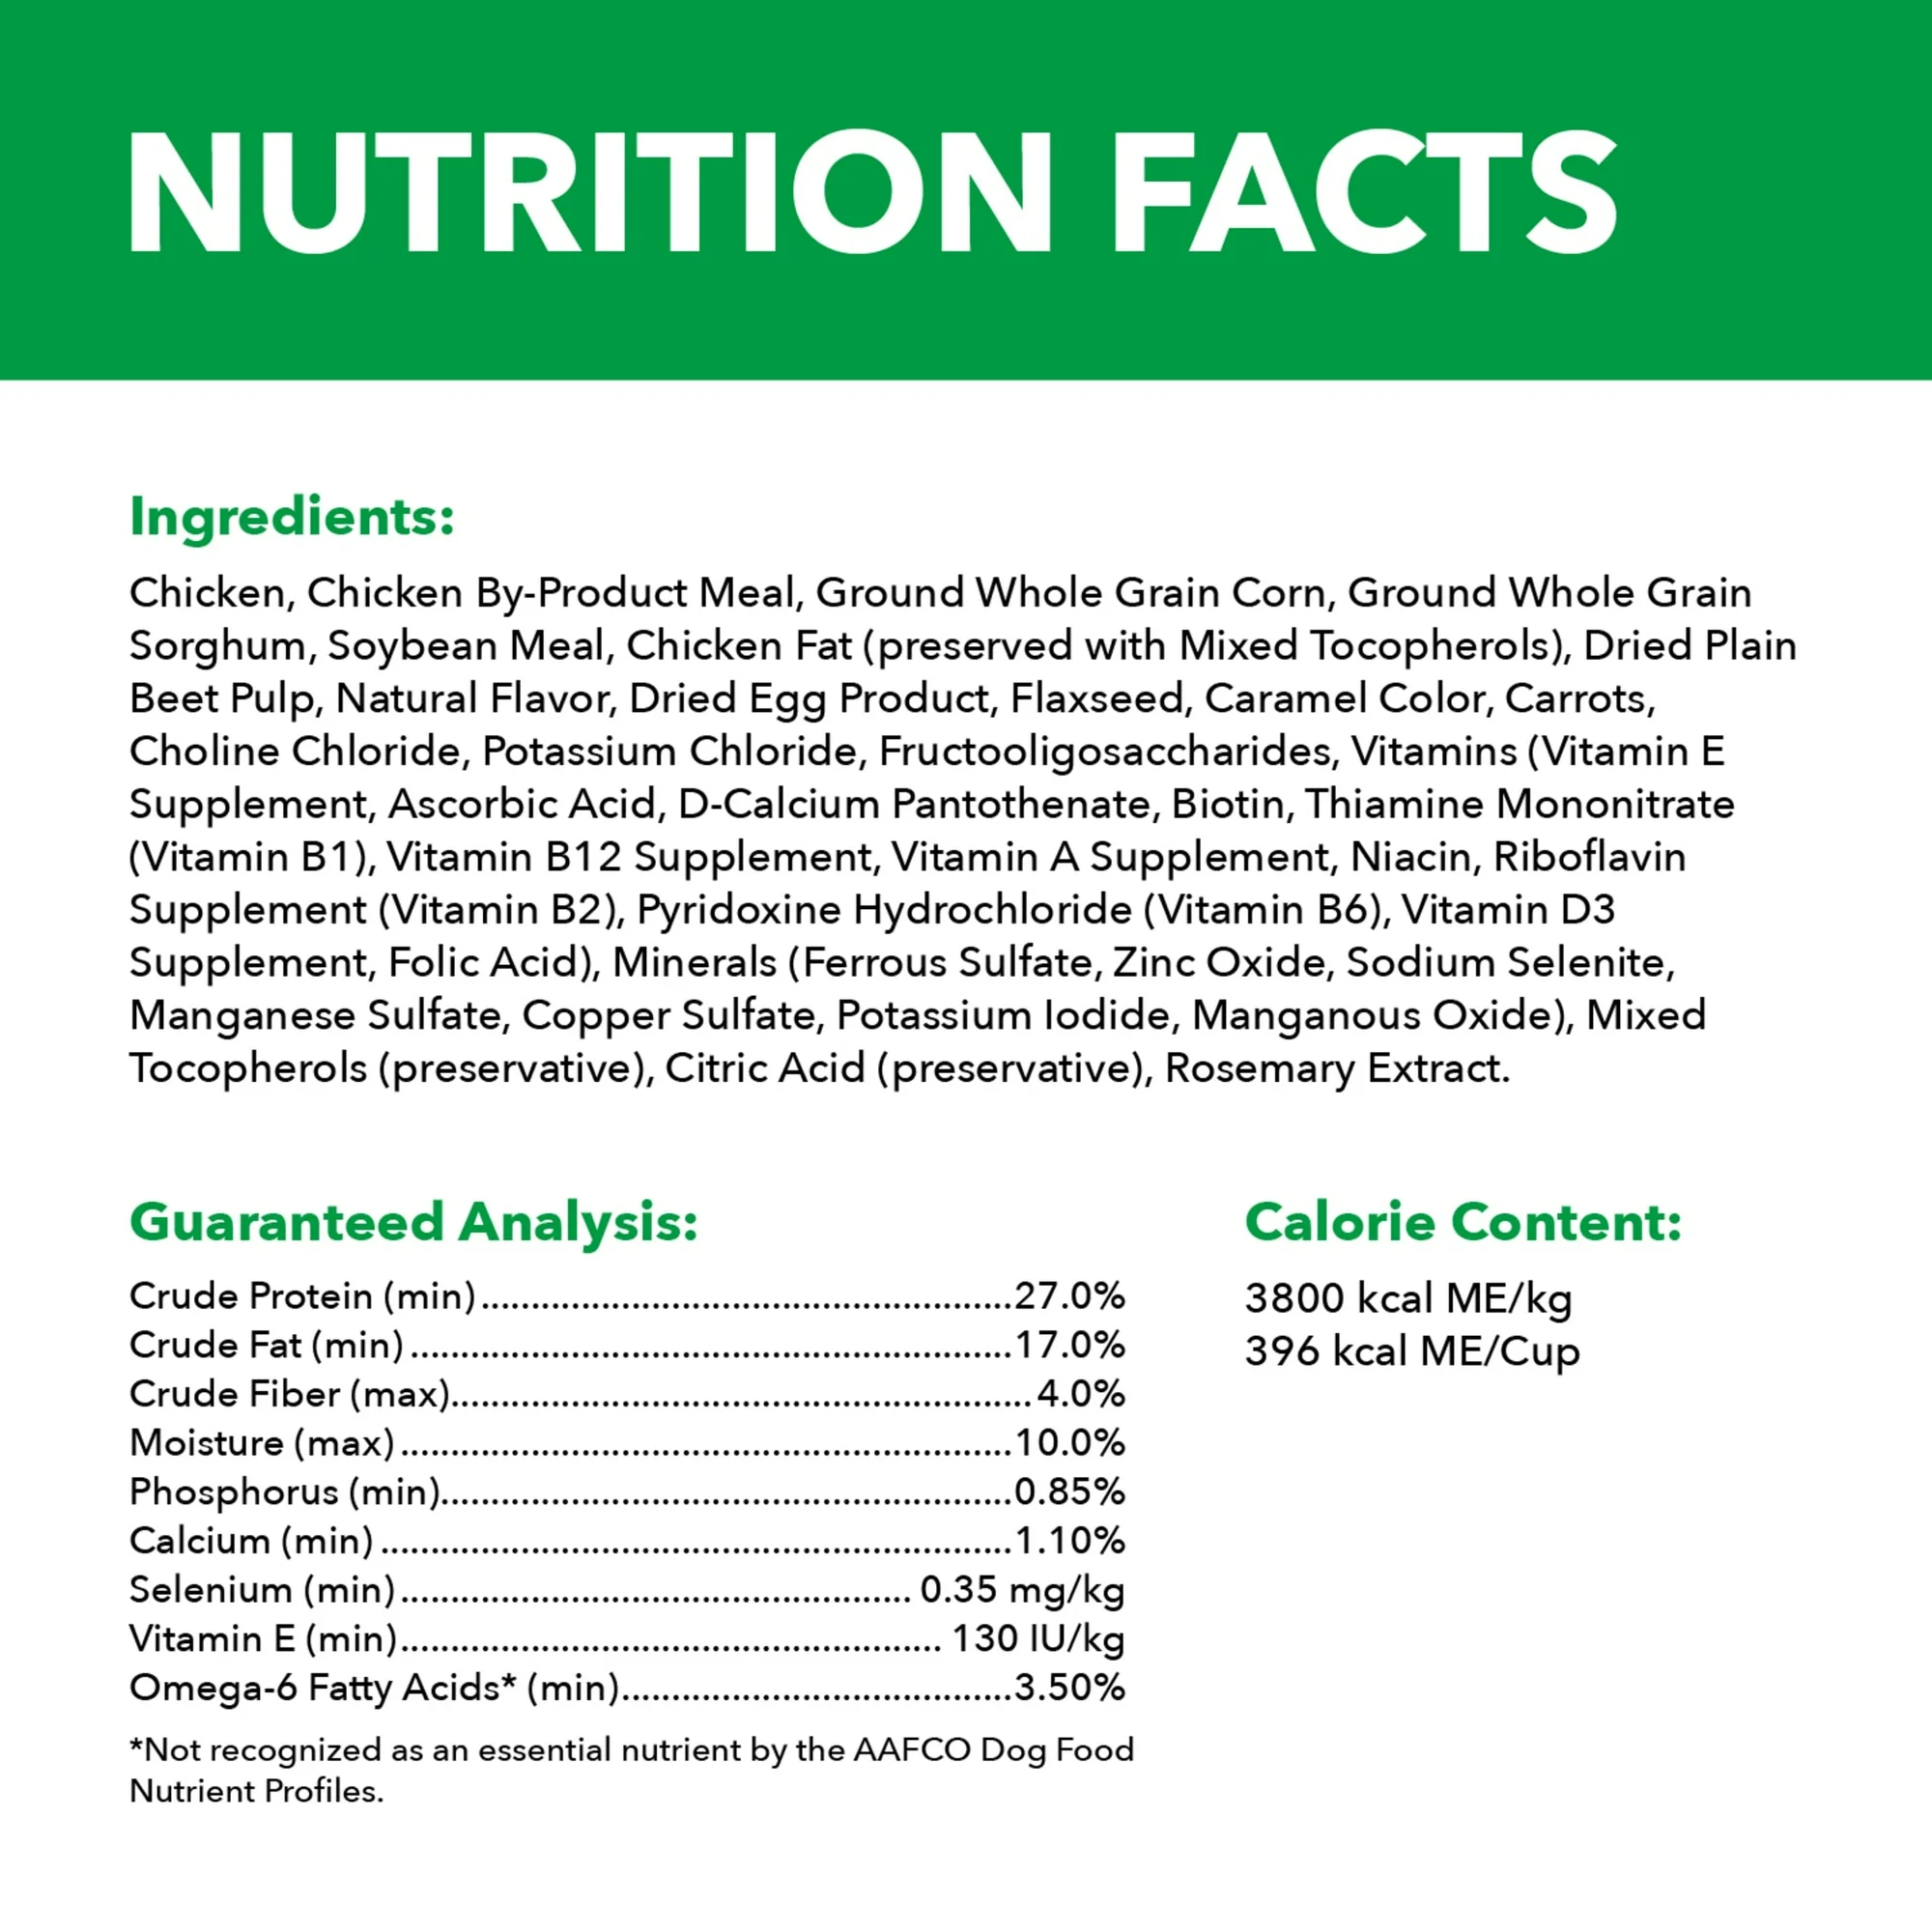 NUTRITION FACTS
Ingredients:
Chicken, Chicken By-Product Meal, Ground Whole Grain Corn, Ground Whole Grain
Sorghum, Soybean Meal, Chicken Fat (preserved with Mixed Tocopherols), Dried Plain
Beet Pulp, Natural Flavor, Dried Egg Product, Flaxseed, Caramel Color, Carrots,
Choline Chloride, Potassium Chloride, Fructooligosaccharides, Vitamins (Vitamin E
Supplement, Ascorbic Acid, D-Calcium Pantothenate, Biotin, Thiamine Mononitrate
(Vitamin B1), Vitamin B12 Supplement, Vitamin A Supplement, Niacin, Riboflavin
Supplement (Vitamin B2), Pyridoxine Hydrochloride (Vitamin B6), Vitamin D3
Supplement, Folic Acid), Minerals (Ferrous Sulfate, Zinc Oxide, Sodium Selenite,
Manganese Sulfate, Copper Sulfate, Potassium Iodide, Manganous Oxide), Mixed
Tocopherols (preservative), Citric Acid (preservative), Rosemary Extract.
Guaranteed Analysis:
Crude Protein (min).....................................................27.0%
Crude Fat (min)............................................................17.0%
Crude Fiber (max).........................................................4.0%
Moisture (max).............................................................10.0%
Phosphorus (min).........................................................0.85%
Calcium (min)...............................................................1.10%
Selenium (min)................................................... 0.35 mg/kg
Vitamin E (min)...................................................... 130 IU/kg
Omega-6 Fatty Acids* (min).......................................3.50%
*Not recognized as an essential nutrient by the AAFCO Dog Food
Nutrient Profiles.
Calorie Content:
3800 kcal ME/kg
396 kcal ME/Cup